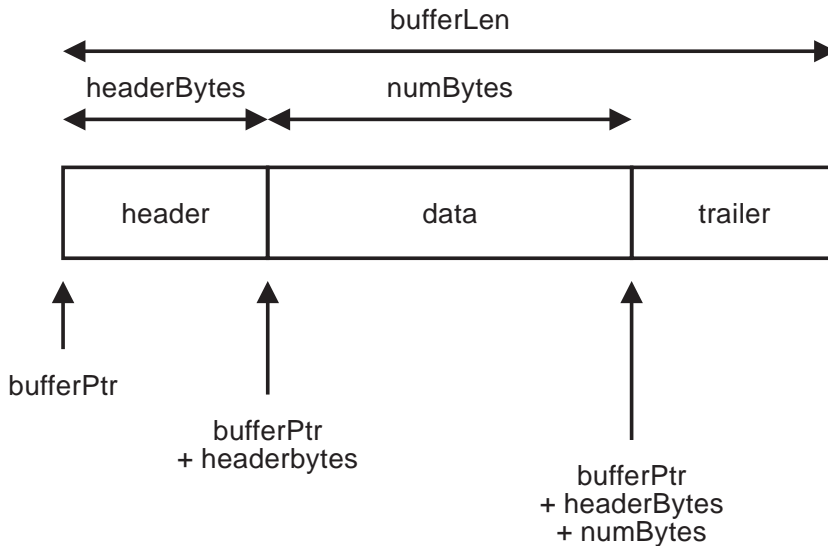 bufferLen
headerBytes
numBytes
header
data
trailer
bufferPtr
bufferPtr
+ headerbytes
bufferPtr
+ headerBytes
+ numBytes